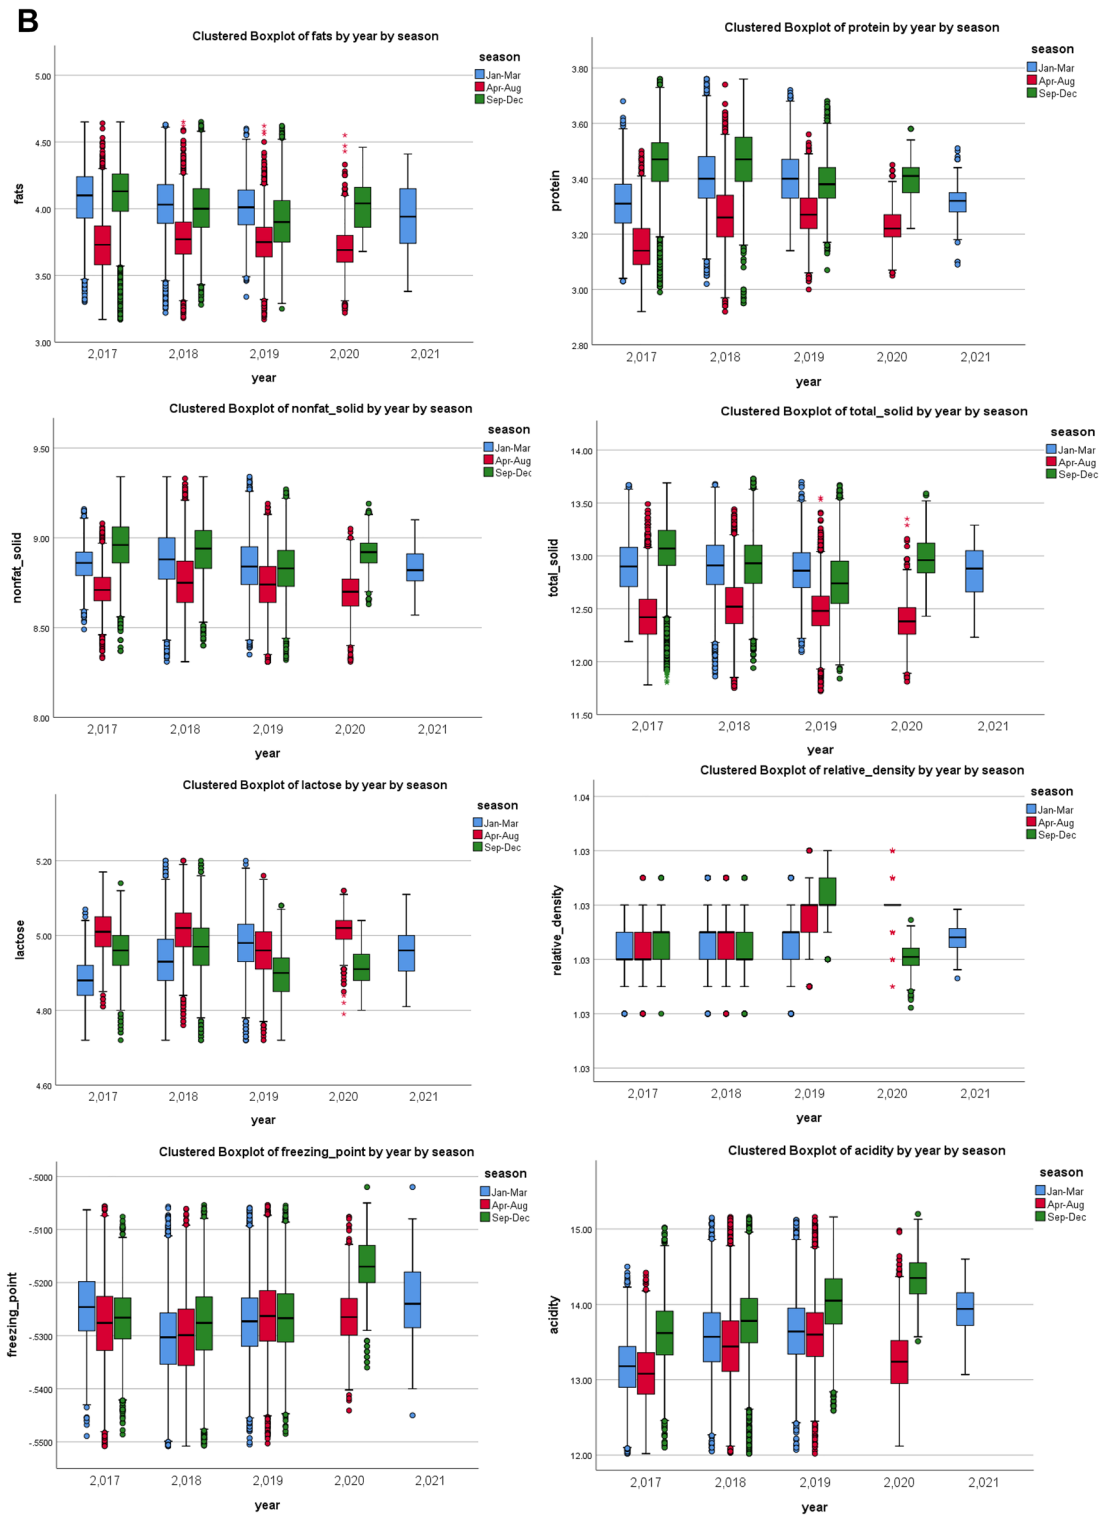 B
Clustered Boxplot of fats by year by season
season
Jan-Mar
Apr-Aug
Sep-Dec
5.00
4.50
4.00
3.50
3.00
fats
2,017 2,018 2,019 2,020 2,021
year
Clustered Boxplot of protein by year by season
season
Jan-Mar
Apr-Aug
Sep-Dec
3.80
3.60
3.40
3.20
3.00
2.80
protein
2,017 2,018 2,019 2,020 2,021
year
Clustered Boxplot of nonfat_solid by year by season
season
Jan-Mar
Apr-Aug
Sep-Dec
9.50
9.00
8.50
8.00
nonfat_solid
2,017 2,018 2,019 2,020 2,021
year
Clustered Boxplot of total_solid by year by season
season
Jan-Mar
Apr-Aug
Sep-Dec
14.00
13.50
13.00
12.50
12.00
11.50
total_solid
2,017 2,018 2,019 2,020 2,021
year
Clustered Boxplot of lactose by year by season
season
Jan-Mar
Apr-Aug
Sep-Dec
5.20
5.00
4.80
4.60
lactose
2,017 2,018 2,019 2,020 2,021
year
Clustered Boxplot of relative_density by year by season
season
Jan-Mar
Apr-Aug
Sep-Dec
1.04
1.03
1.03
1.03
1.03
1.03
relative_density
2,017 2,018 2,019 2,020 2,021
year
Clustered Boxplot of freezing_point by year by season
season
Jan-Mar
Apr-Aug
Sep-Dec
-.5000
-.5100
-.5200
-.5300
-.5400
-.5500
freezing_point
2,017 2,018 2,019 2,020 2,021
year
Clustered Boxplot of acidity by year by season
season
Jan-Mar
Apr-Aug
Sep-Dec
15.00
14.00
13.00
12.00
acidity
2,017 2,018 2,019 2,020 2,021
year